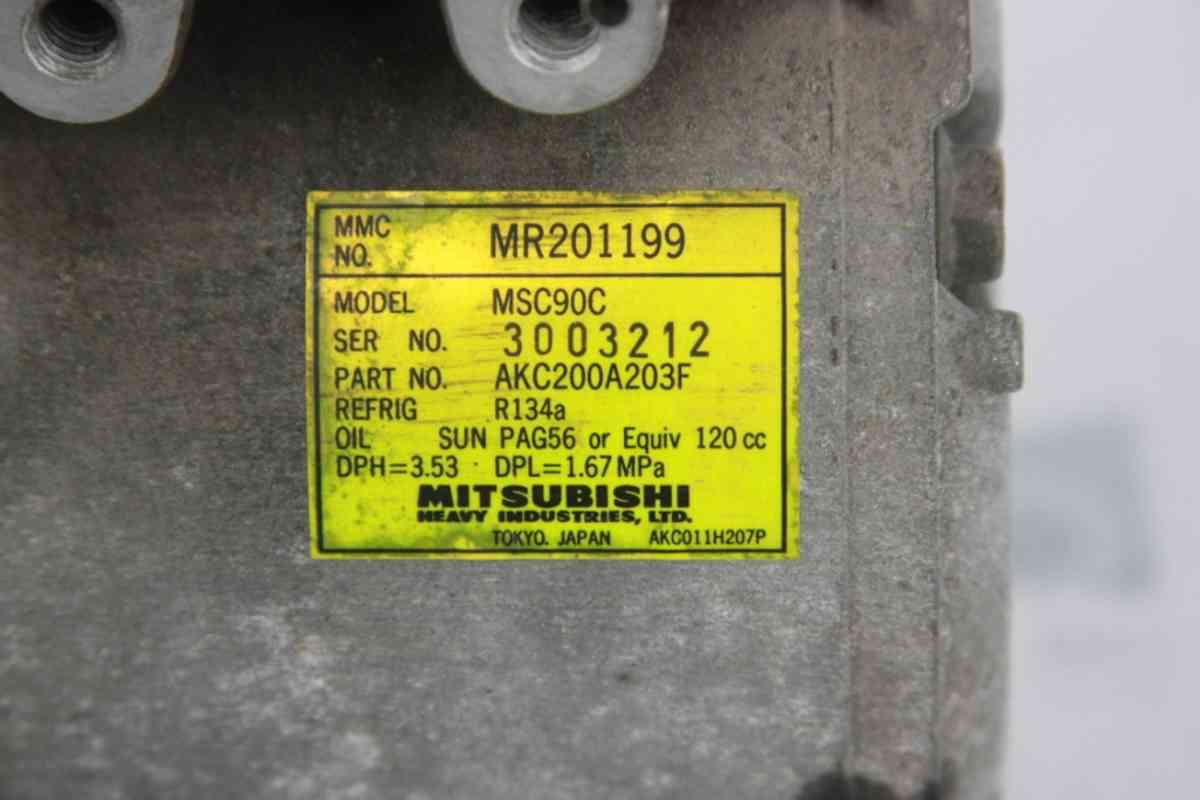 MMC NO. MR201199
MODEL MSC90C
SER NO. 3003212
PART NO. AKC200A203F
REFRIG R134a
OIL SUN PAG56 or Equiv 120 cc
DPH=3.53 DPL=1.67 MPa
MITSUBISHI
HEAVY INDUSTRIES, LTD.
TOKYO. JAPAN AKC011H207P